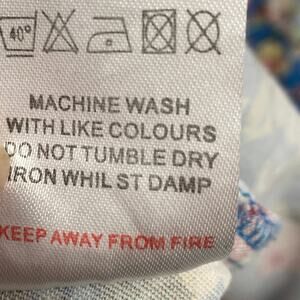 40°
MACHINE WASH
WITH LIKE COLOURS
DO NOT TUMBLE DRY
IRON WHIL ST DAMP
KEEP AWAY FROM FIRE